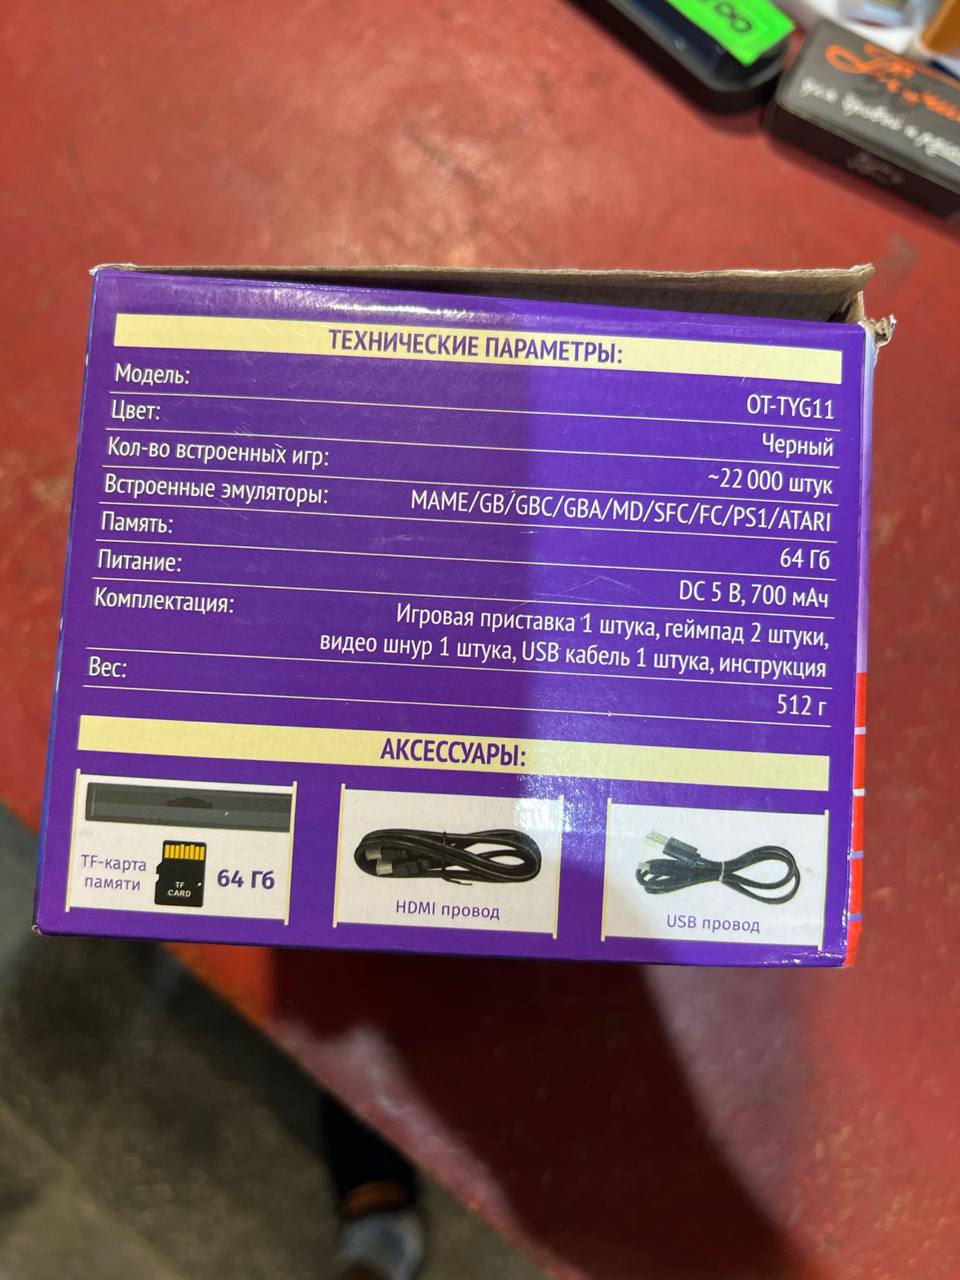 ТЕХНИЧЕСКИЕ ПАРАМЕТРЫ:
Модель: OT-TYG11
Цвет: Черный
Кол-во встроенных игр: ~22 000 штук
Встроенные эмуляторы: MAME/GB/GBC/GBA/MD/SFC/FC/PS1/ATARI
Память: 64 Гб
Питание: DC 5 В, 700 мАч
Комплектация: Игровая приставка 1 штука, геймпад 2 штуки,
видео шнур 1 штука, USB кабель 1 штука, инструкция
Вес: 512 г
АКСЕССУАРЫ:
TF-карта
памяти
TF
CARD
64 Гб
HDMI провод
USB провод